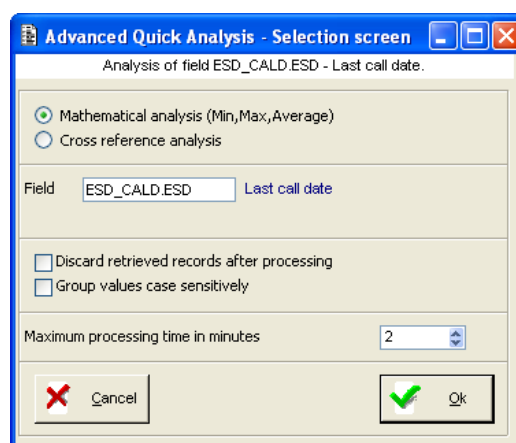 Advanced Quick Analysis - Selection screen
Analysis of field ESD_CALD.ESD - Last call date.
Mathematical analysis (Min,Max,Average)
Cross reference analysis
Field ESD_CALD.ESD Last call date
Discard retrieved records after processing
Group values case sensitively
Maximum processing time in minutes 2
Cancel Ok